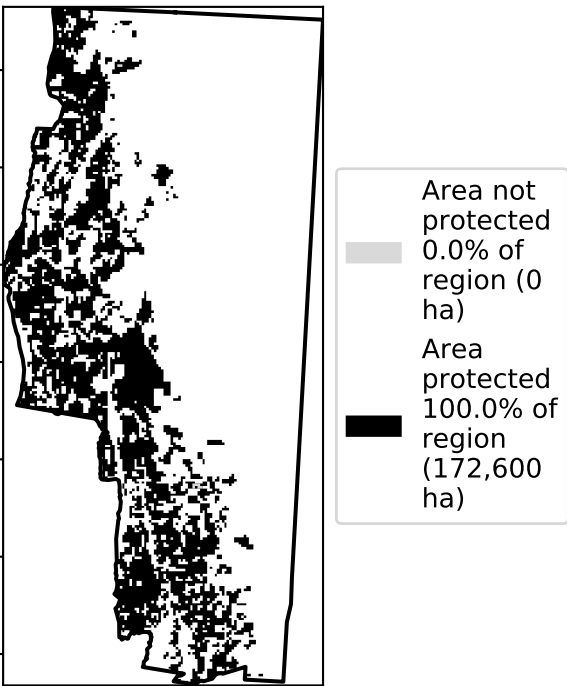 Area not
protected
0.0% of
region (0
ha)
Area
protected
100.0% of
region
(172,600
ha)